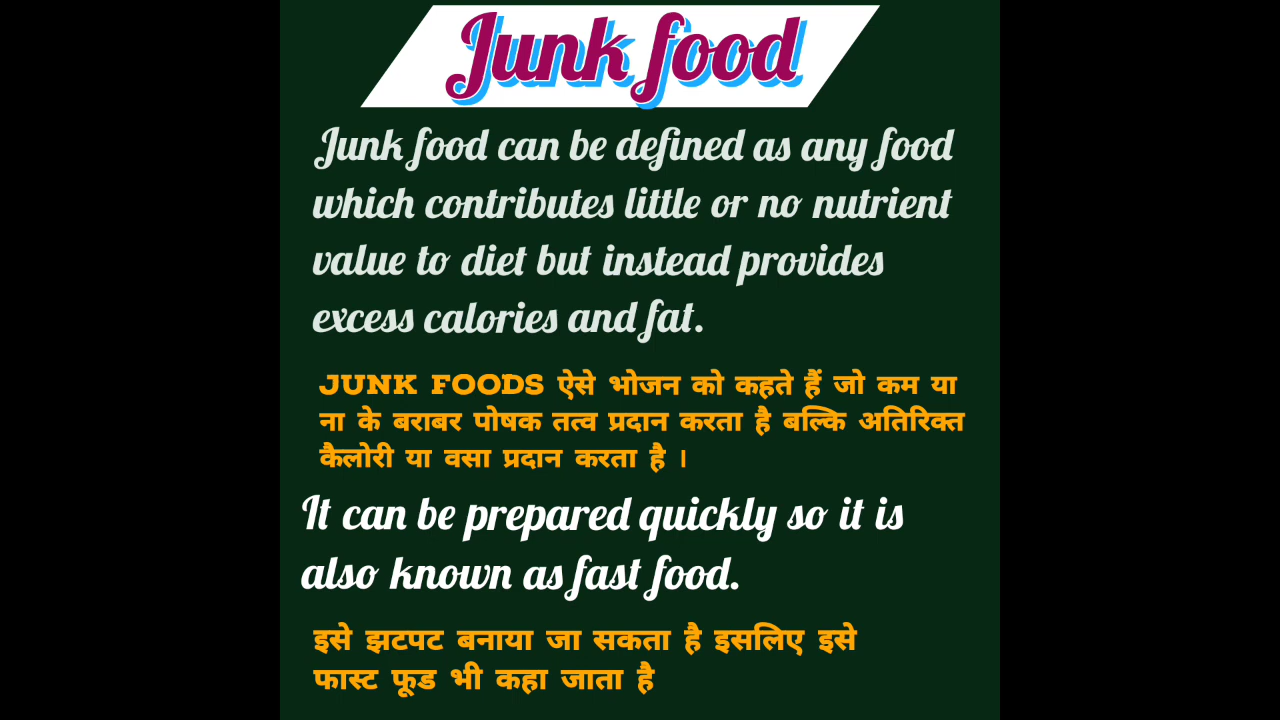 Junk food
Junk food can be defined as any food
which contributes little or no nutrient
value to diet but instead provides
excess calories and fat.
JUNK FOODS ऐसे भोजन को कहते हैं जो कम या
ना के बराबर पोषक तत्व प्रदान करता है बल्कि अतिरिक्त
कैलोरी या वसा प्रदान करता है ।
It can be prepared quickly so it is
also known as fast food.
इसे झटपट बनाया जा सकता है इसलिए इसे
फास्ट फूड भी कहा जाता है